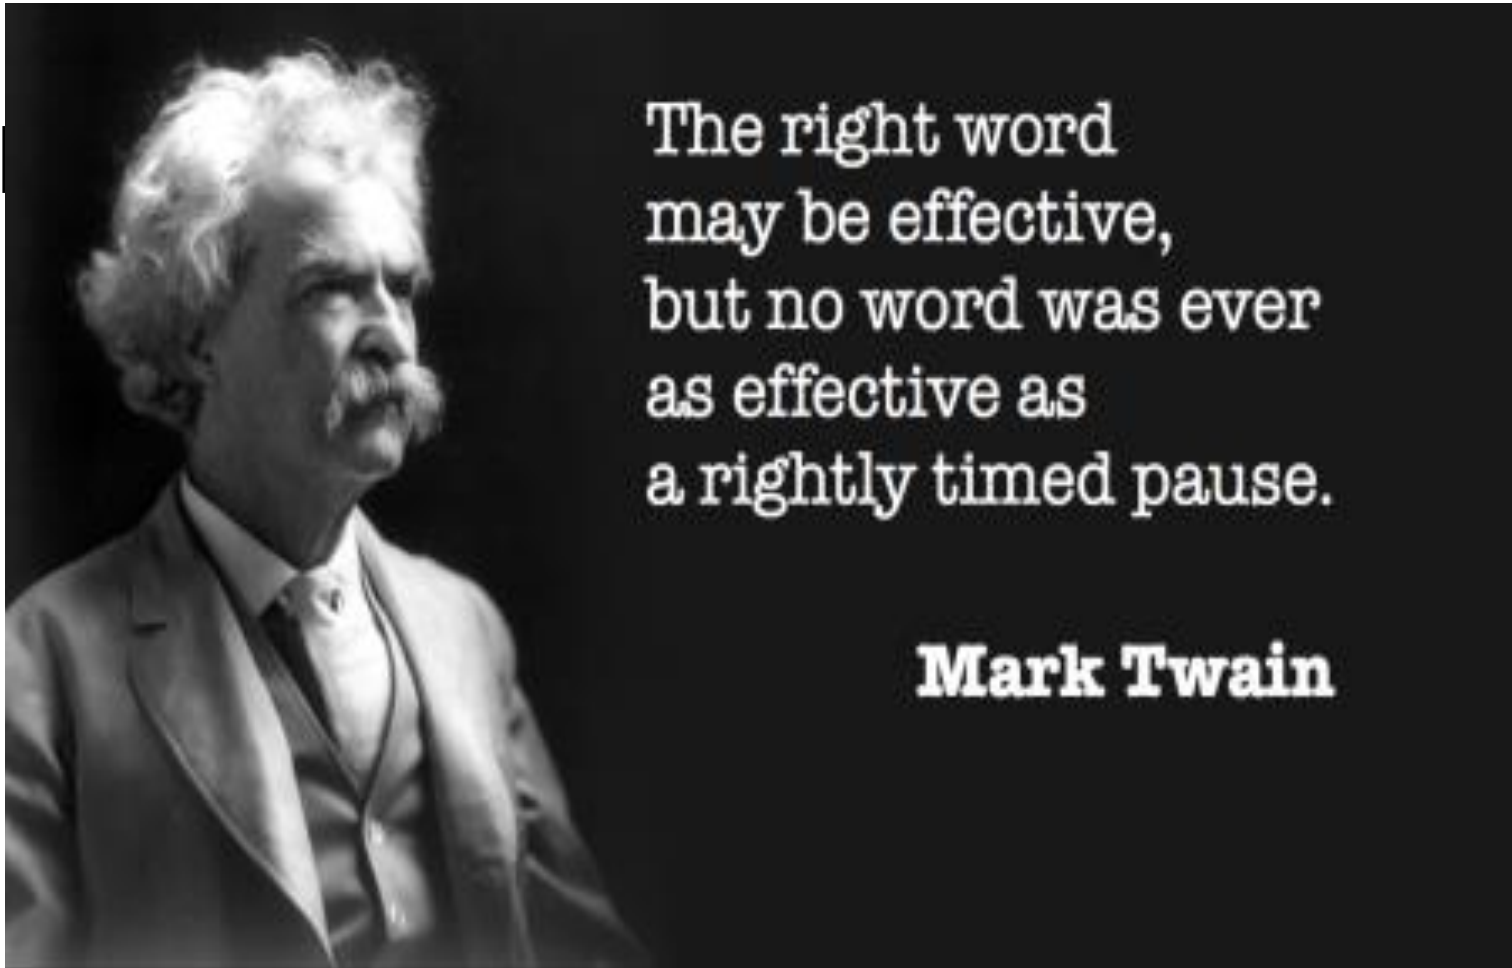 The right word
may be effective,
but no word was ever
as effective as
a rightly timed pause.
Mark Twain